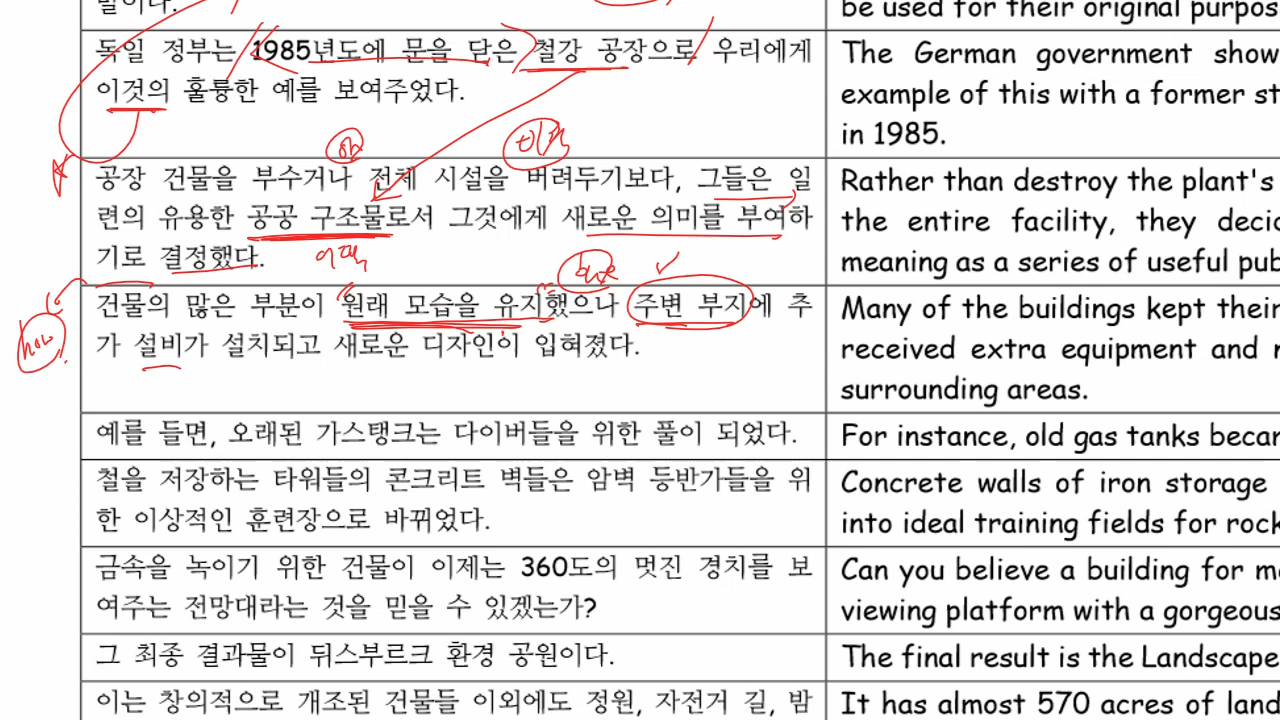 말이다.
be used for their original purpos
독일 정부는 1985년도에 문을 닫은 철강 공장으로 우리에게
이것의 훌륭한 예를 보여주었다.
The German government show
example of this with a former st
in 1985.
공장 건물을 부수거나 전체 시설을 버려두기보다, 그들은 일
련의 유용한 공공 구조물로서 그것에게 새로운 의미를 부여하
기로 결정했다.
Rather than destroy the plant's
the entire facility, they deci
meaning as a series of useful pub
건물의 많은 부분이 원래 모습을 유지했으나 주변 부지에 추
가 설비가 설치되고 새로운 디자인이 입혀졌다.
how
Many of the buildings kept their
received extra equipment and n
surrounding areas.
예를 들면, 오래된 가스탱크는 다이버들을 위한 풀이 되었다.
For instance, old gas tanks becam
철을 저장하는 타워들의 콘크리트 벽들은 암벽 등반가들을 위
한 이상적인 훈련장으로 바뀌었다.
Concrete walls of iron storage
into ideal training fields for rock
금속을 녹이기 위한 건물이 이제는 360도의 멋진 경치를 보
여주는 전망대라는 것을 믿을 수 있겠는가?
Can you believe a building for me
viewing platform with a gorgeous
그 최종 결과물이 뒤스부르크 환경 공원이다.
The final result is the Landscape
이는 창의적으로 개조된 건물들 이외에도 정원, 자전거 길, 밤
It has almost 570 acres of land